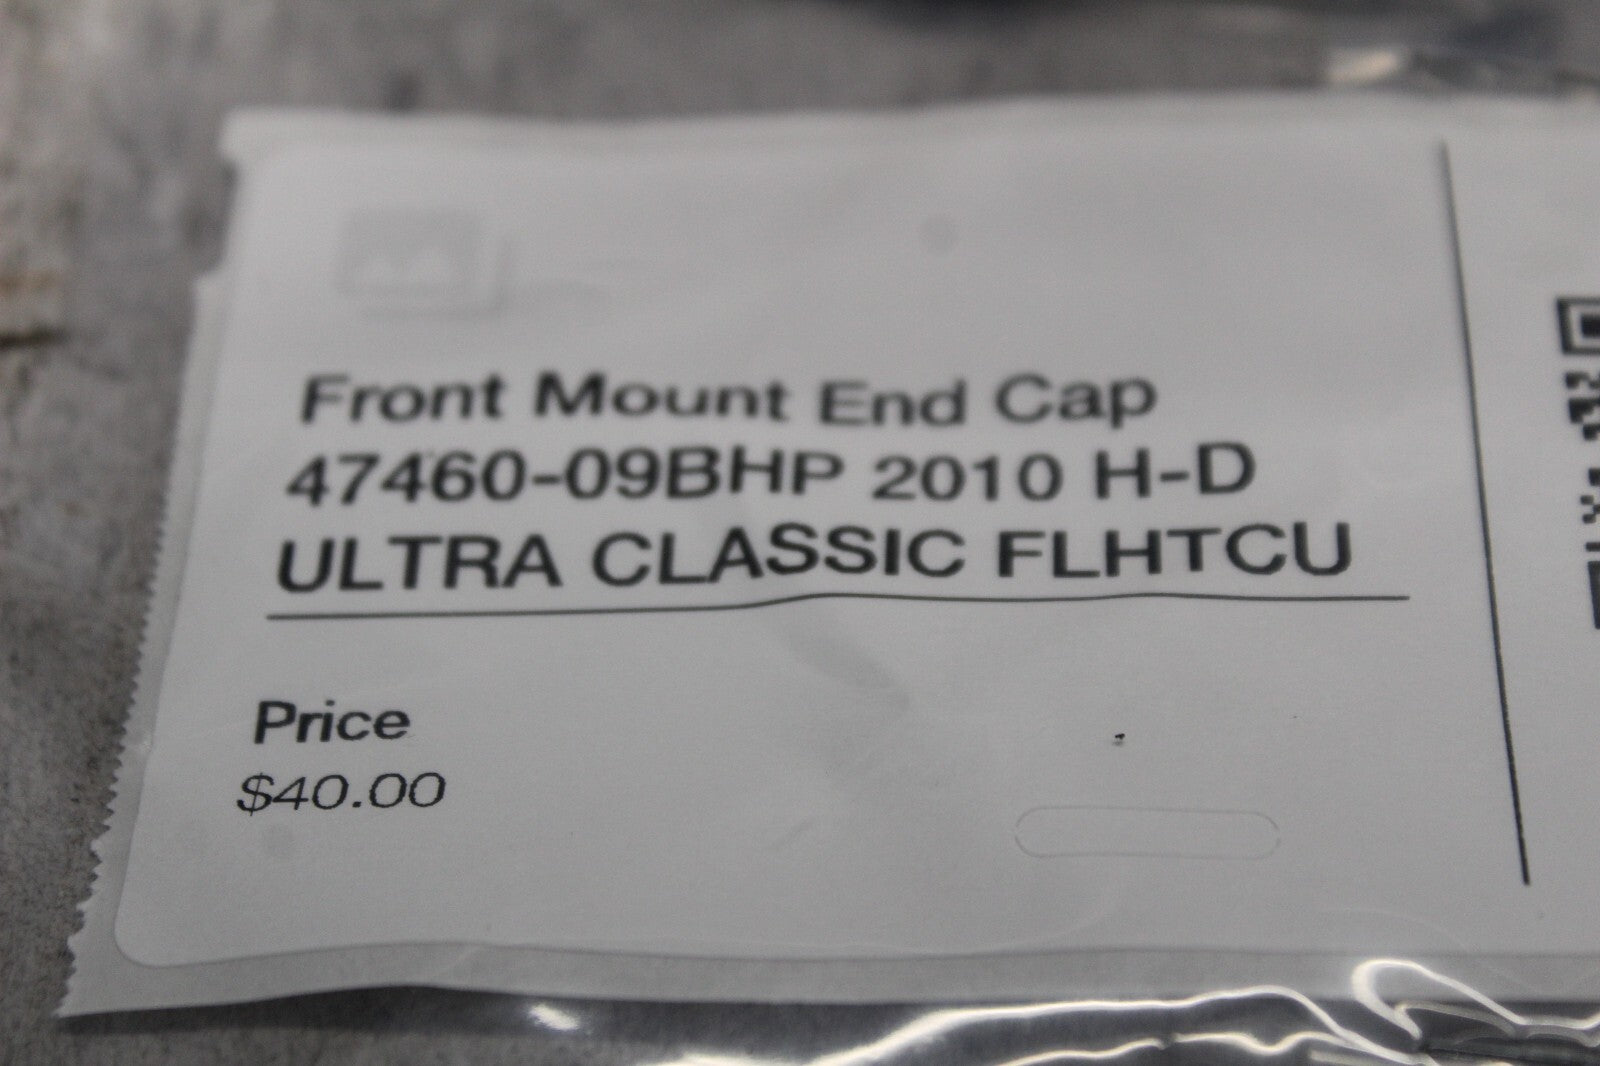 Front Mount End Cap
47460-09BHP 2010 H-D
ULTRA CLASSIC FLHTCU
Price
$40.00